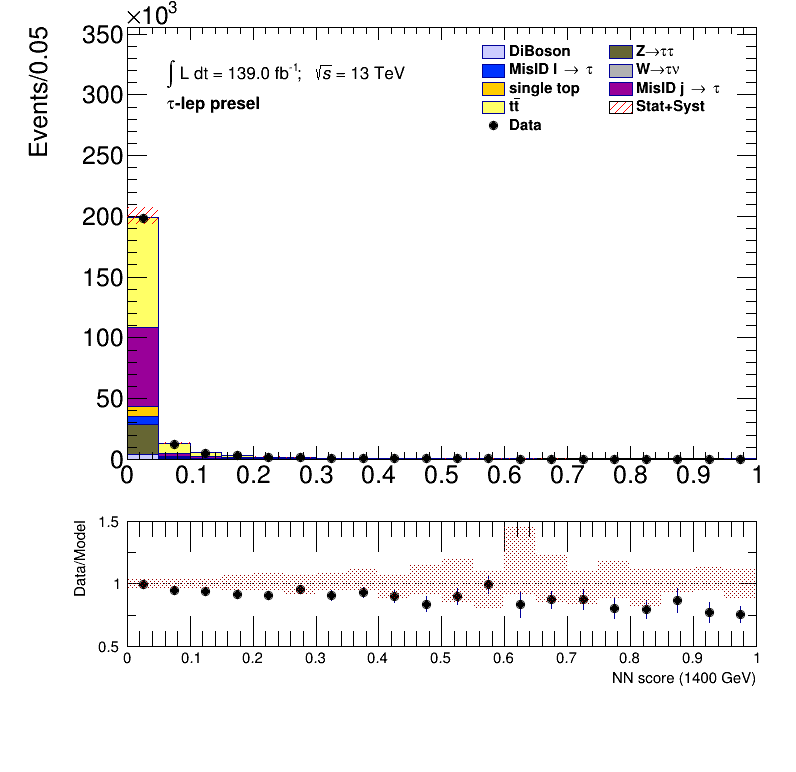 ×10³
Events/0.05
350
300
250
200
150
100
50
0
∫ L dt = 139.0 fb⁻¹; √s = 13 TeV
τ-lep presel
DiBoson
MisID l → τ
single top
tt̄
Data
Z→ττ
W→τν
MisID j → τ
Stat+Syst
0 0.1 0.2 0.3 0.4 0.5 0.6 0.7 0.8 0.9 1
Data/Model
1.5
1
0.5
0 0.1 0.2 0.3 0.4 0.5 0.6 0.7 0.8 0.9 1
NN score (1400 GeV)